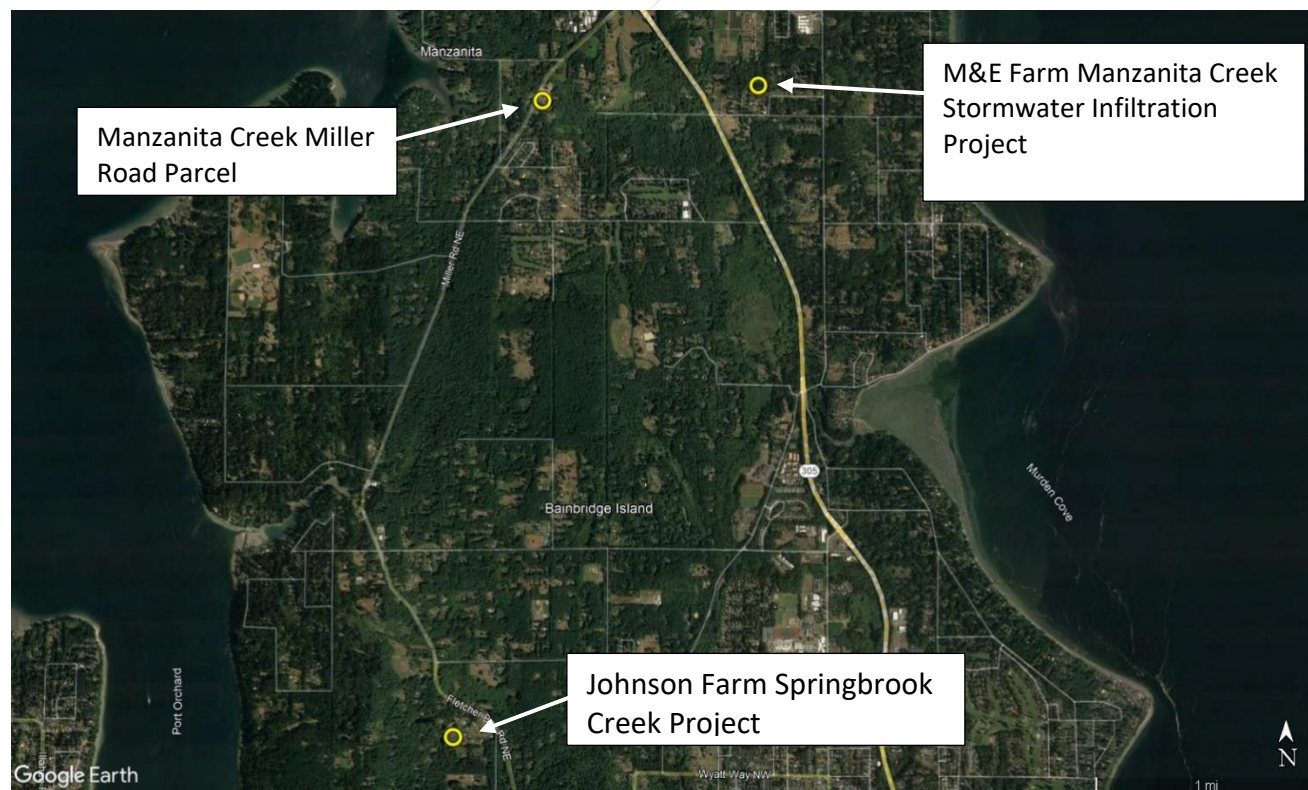 Manzanita
M&E Farm Manzanita Creek
Stormwater Infiltration
Project
Manzanita Creek Miller
Road Parcel
Miller Rd NE
305
Murden Cove
Bainbridge Island
Johnson Farm Springbrook
Creek Project
Port Orchard
Fletcher B
Rd NE
N
Wyatt Way NW
Google Earth
1 mi